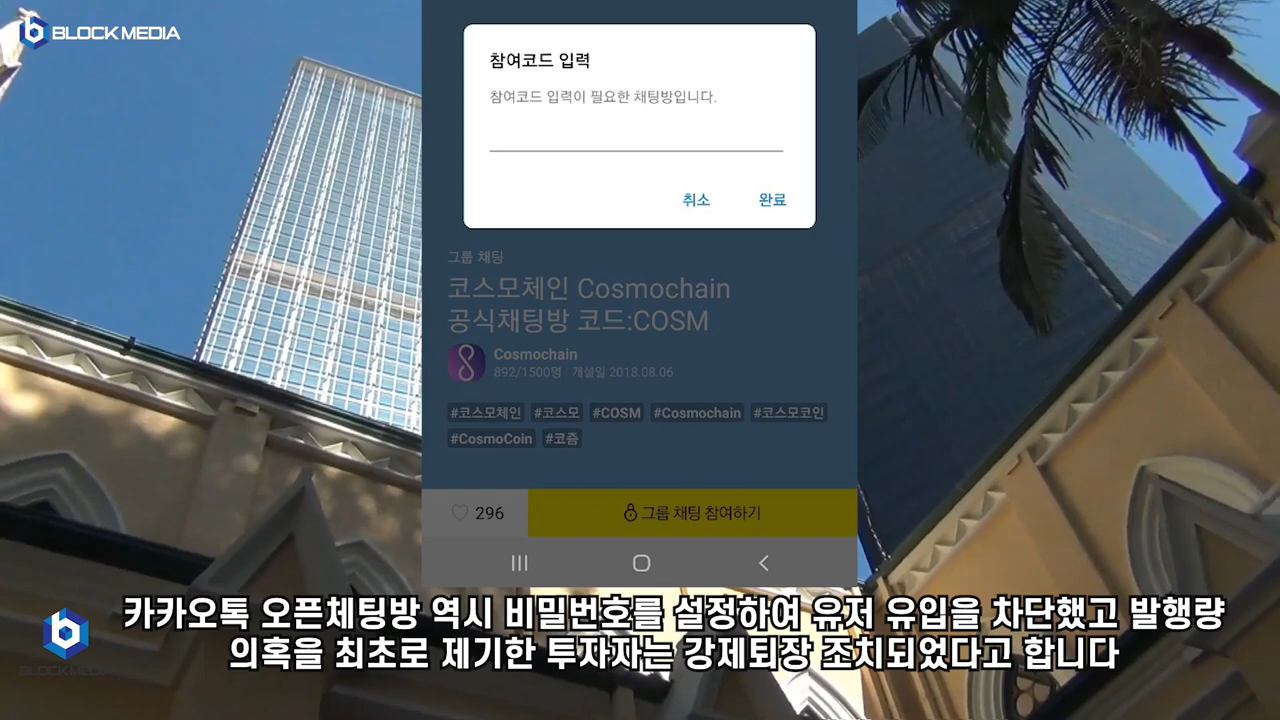 BLOCK MEDIA
참여코드 입력
참여코드 입력이 필요한 채팅방입니다.
취소 완료
그룹 채팅
코스모체인 Cosmochain
공식채팅방 코드:COSM
Cosmochain
892/1500명 | 개설일 2018.08.06
#코스모체인 #코스모 #COSM #Cosmochain #코스모코인
#CosmoCoin #코즘
296 그룹 채팅 참여하기
카카오톡 오픈체팅방 역시 비밀번호를 설정하여 유저 유입을 차단했고 발행량
의혹을 최초로 제기한 투자자는 강제퇴장 조치되었다고 합니다
BLOCK MEDIA